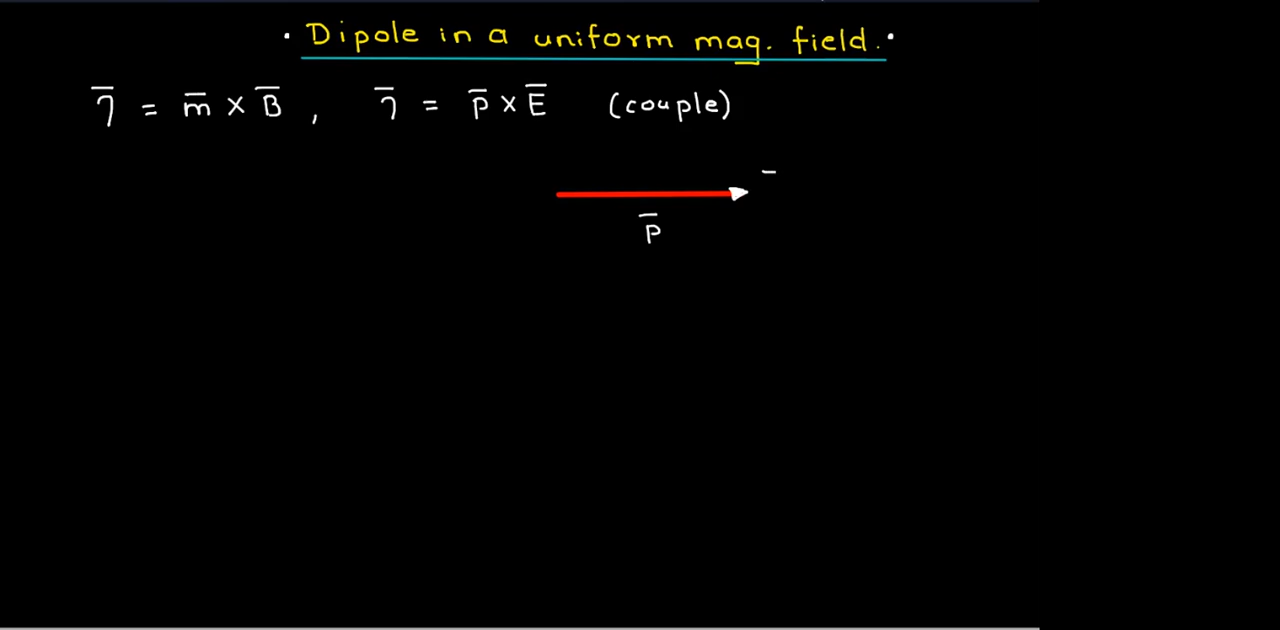 · Dipole in a uniform mag. field. ·
τ̅ = m̅ × B̅ , τ̅ = p̅ × E̅ (couple)
p̅